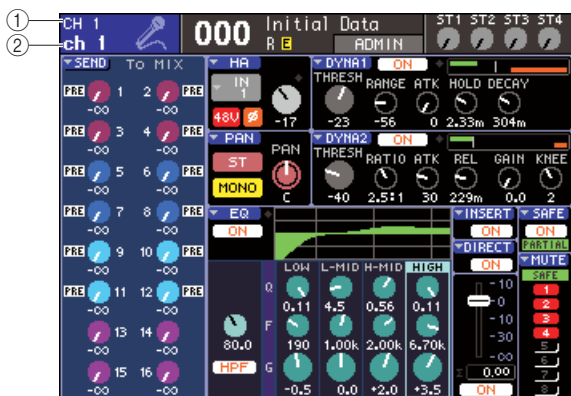 ① CH 1
② ch 1
000 Initial Data
R E ADMIN
ST1 ST2 ST3 ST4
SEND To MIX
PRE 1 2 PRE
-∞ -∞
PRE 3 4 PRE
-∞ -∞
PRE 5 6 PRE
-∞ -∞
PRE 7 8 PRE
-∞ -∞
PRE 9 10 PRE
-∞ -∞
PRE 11 12 PRE
-∞ -∞
13 14
-∞ -∞
15 16
-∞ -∞
HA
IN
1
48V Ø
-17
PAN
ST
MONO
PAN
C
DYNA1 ON
THRESH RANGE ATK HOLD DECAY
-23 -56 0 2.33m 304m
DYNA2 ON
THRESH RATIO ATK REL GAIN KNEE
-40 2.5:1 30 229m 0.0 2
EQ
ON
LOW L-MID H-MID HIGH
Q 0.11 4.5 0.56 0.11
80.0
HPF
F 190 1.00k 2.00k 6.70k
G -0.5 0.0 +2.0 +3.5
INSERT
ON
DIRECT
ON
10
0
-10
-30
-∞
Σ 0.00
ON
SAFE
PARTIAL
MUTE
SAFE
1
2
3
4
5
6
7
8